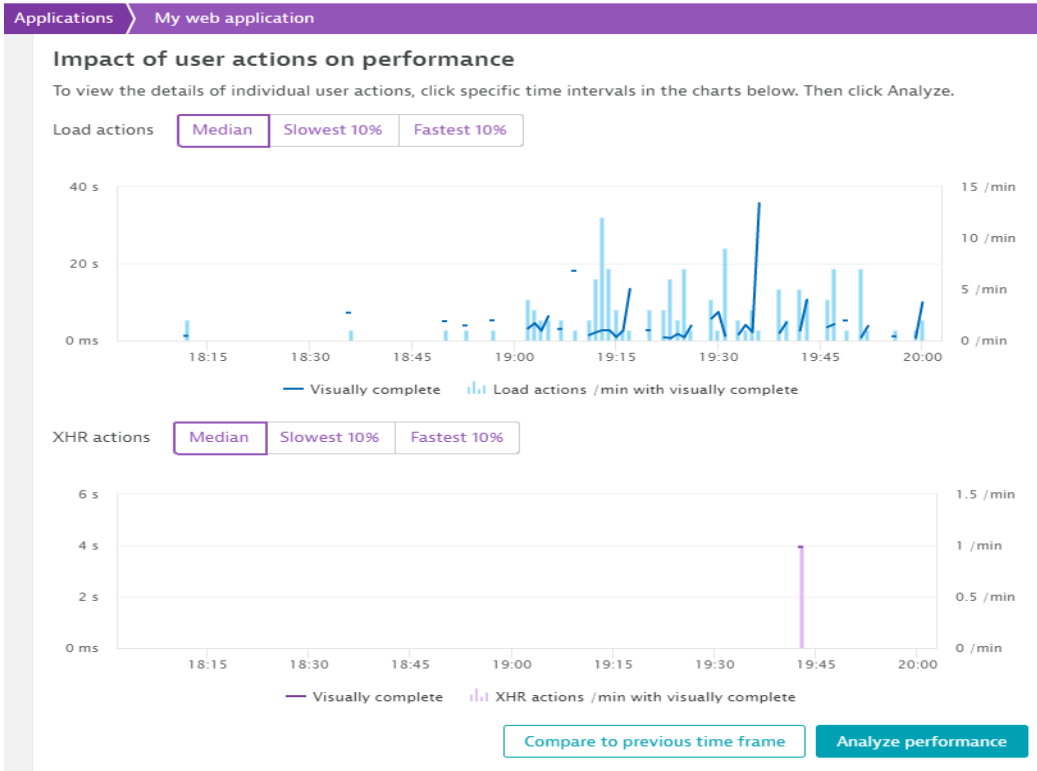 Applications My web application
Impact of user actions on performance
To view the details of individual user actions, click specific time intervals in the charts below. Then click Analyze.
Load actions Median Slowest 10% Fastest 10%
40 s 15 /min
10 /min
20 s
5 /min
0 ms 0 /min
18:15 18:30 18:45 19:00 19:15 19:30 19:45 20:00
Visually complete Load actions /min with visually complete
XHR actions Median Slowest 10% Fastest 10%
6 s 1.5 /min
4 s 1 /min
2 s 0.5 /min
0 ms 0 /min
18:15 18:30 18:45 19:00 19:15 19:30 19:45 20:00
Visually complete XHR actions /min with visually complete
Compare to previous time frame Analyze performance